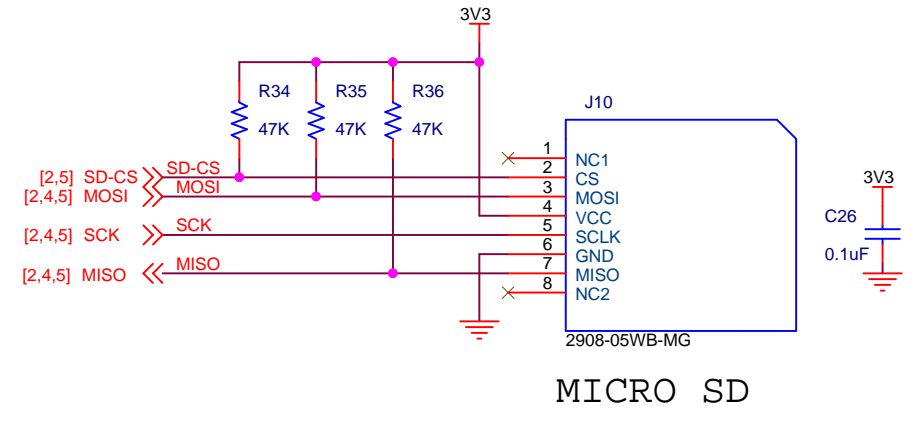 3V3
R34 R35 R36
47K 47K 47K
J10
1 NC1
[2,5] SD-CS SD-CS 2 CS
[2,4,5] MOSI MOSI 3 MOSI
4 VCC
[2,4,5] SCK SCK 5 SCLK
6 GND
[2,4,5] MISO MISO 7 MISO
8 NC2
3V3
C26
0.1uF
2908-05WB-MG
MICRO SD